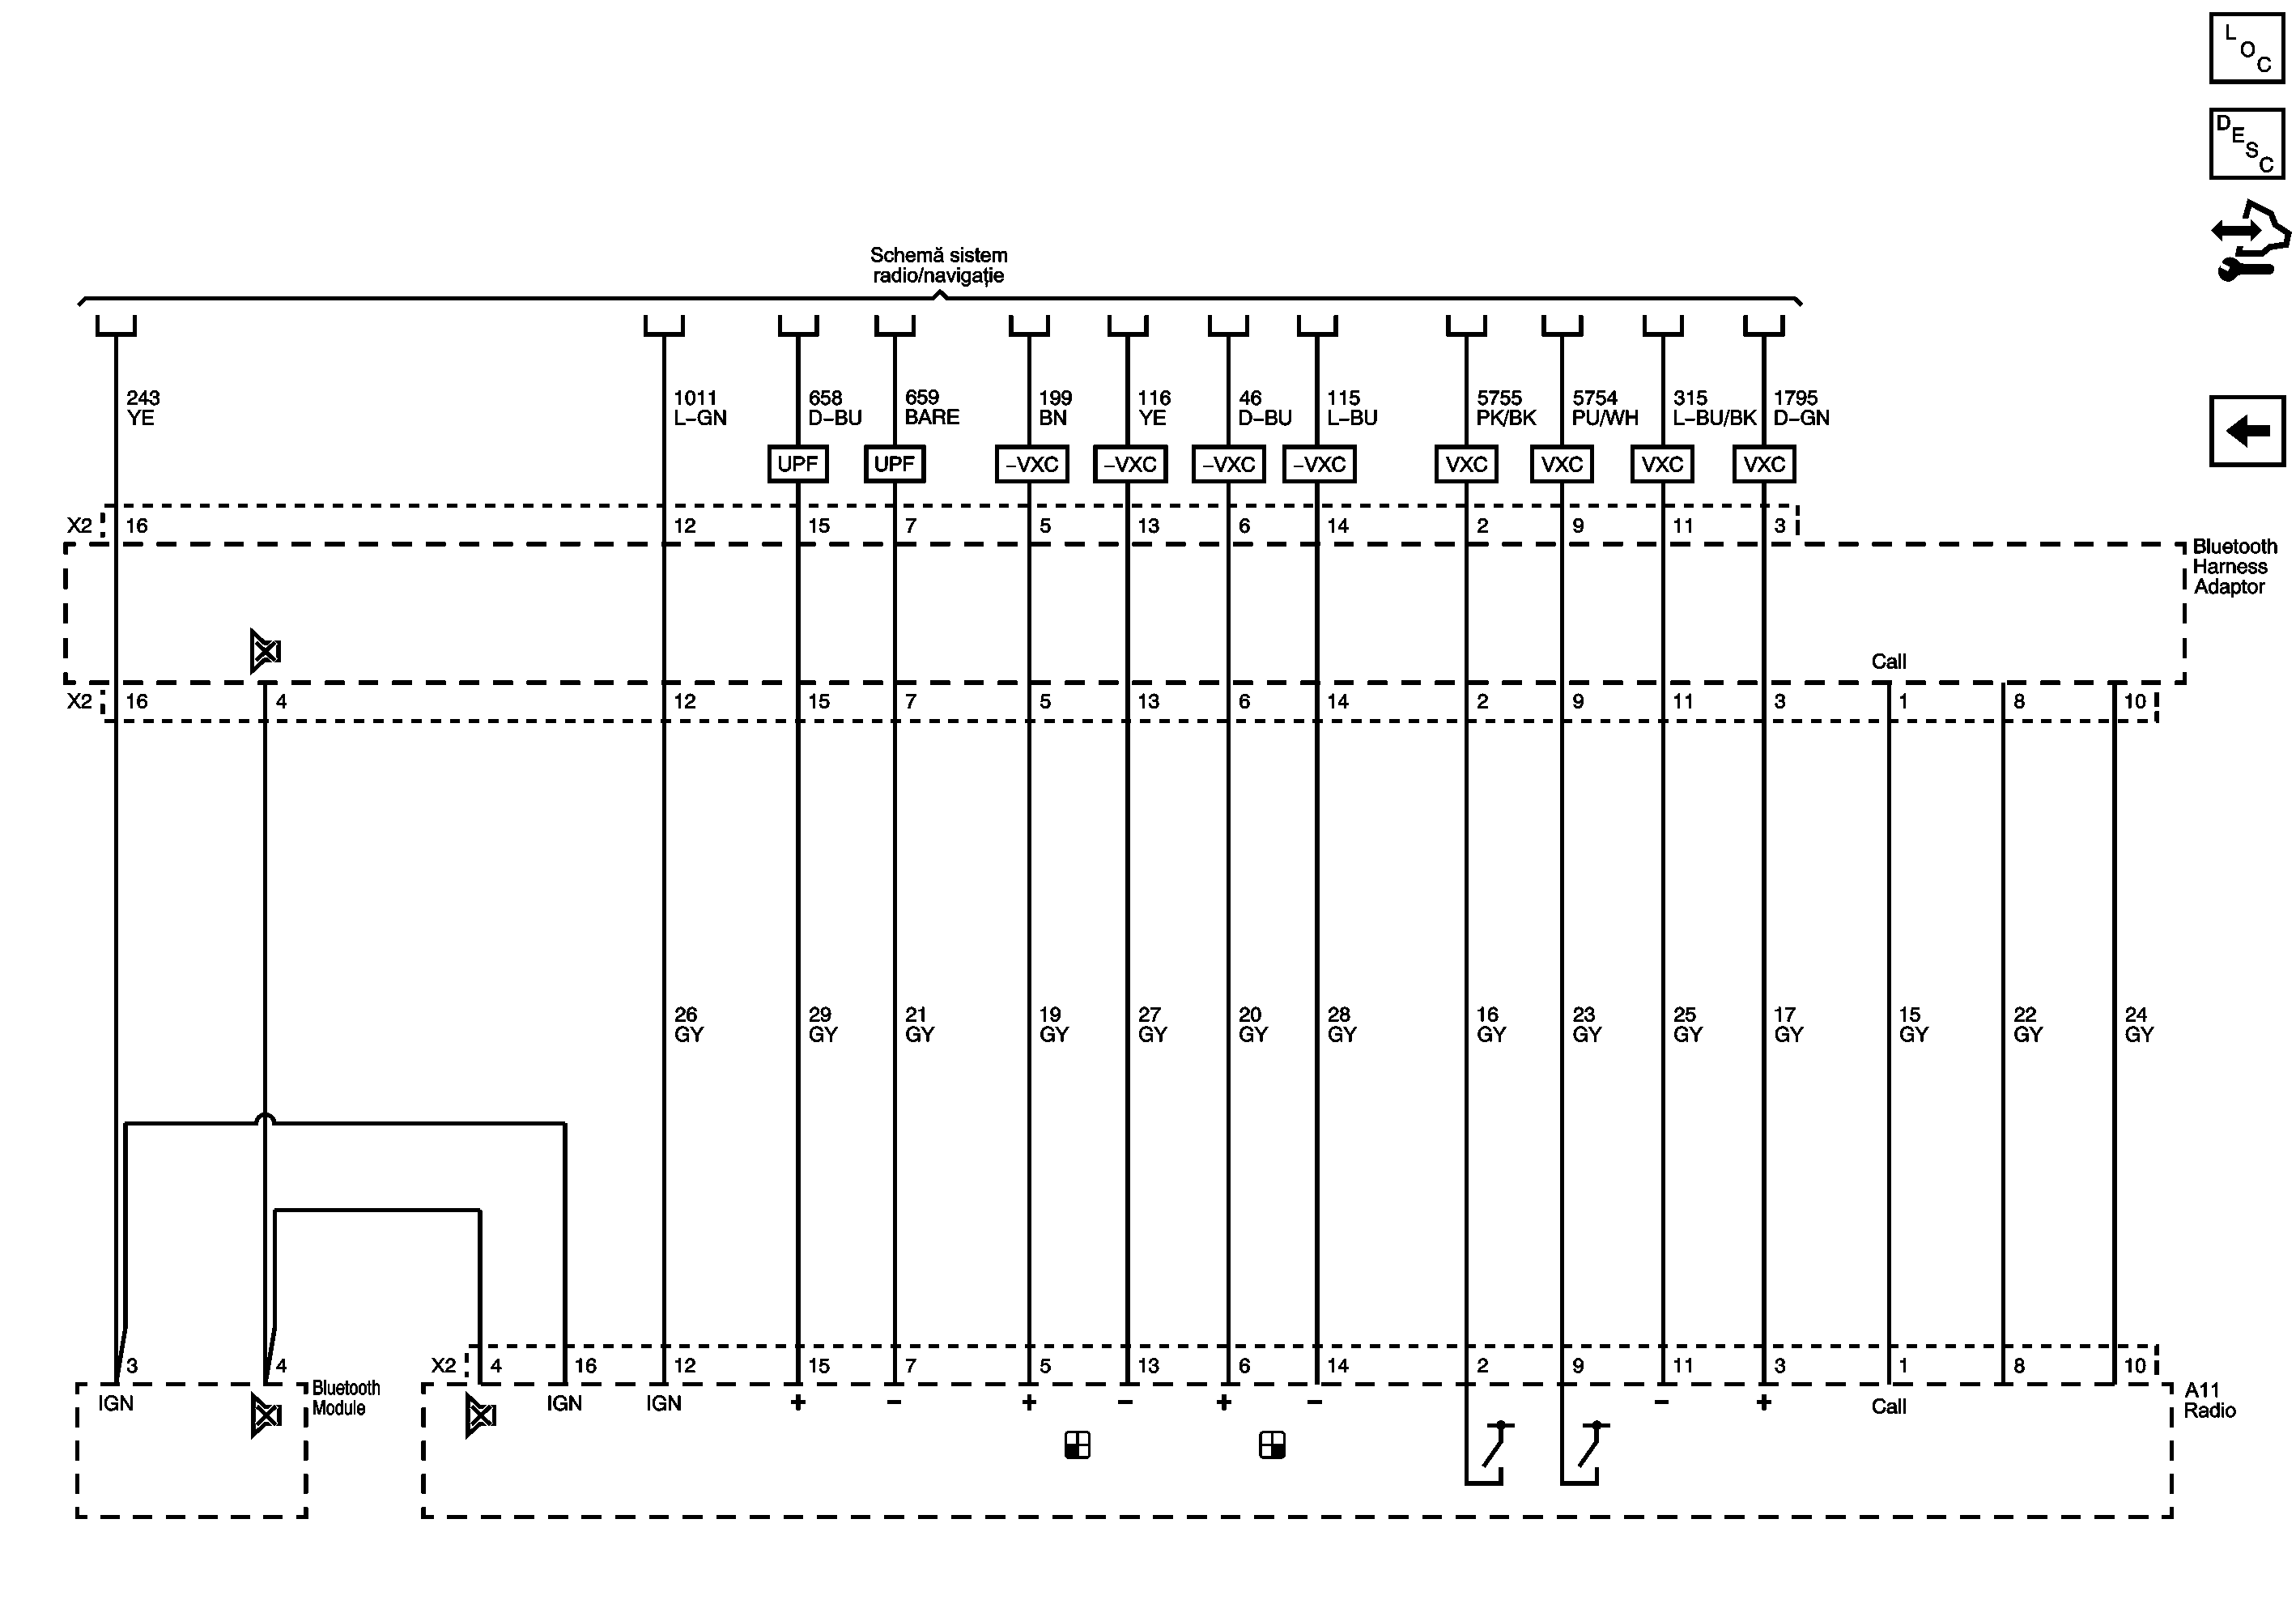 L
O
C
D
E
S
C
Schemă sistem
radio/navigaţie
243 1011 658 659 199 116 46 115 5755 5754 315 1795
YE L–GN D–BU BARE BN YE D–BU L–BU PK/BK PU/WH L–BU/BK D–GN
UPF UPF –VXC –VXC –VXC –VXC VXC VXC VXC VXC
X2 16 12 15 7 5 13 6 14 2 9 11 3
Bluetooth
Harness
Adaptor
Call
X2 16 4 12 15 7 5 13 6 14 2 9 11 3 1 8 10
26 29 21 19 27 20 28 16 23 25 17 15 22 24
GY GY GY GY GY GY GY GY GY GY GY GY GY GY
3 4 X2 4 16 12 15 7 5 13 6 14 2 9 11 3 1 8 10
Bluetooth
Module
A11
Radio
IGN IGN IGN + – + – + – – + Call